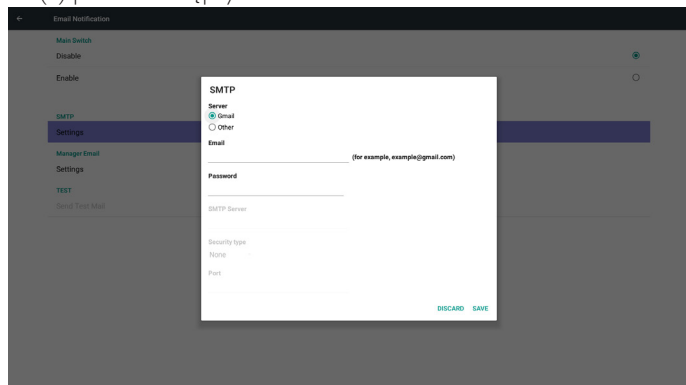 ←
Email Notification
Main Switch
Disable
Enable
SMTP
Settings
Manager Email
Settings
TEST
Send Test Mail
SMTP
Server
Gmail
Other
Email
(for example, example@gmail.com)
Password
SMTP Server
Security type
None
Port
DISCARD SAVE